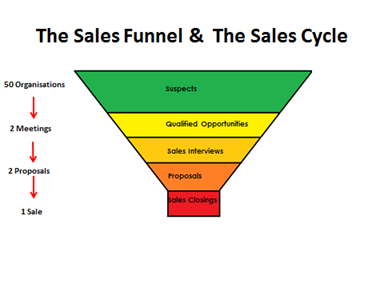 The Sales Funnel & The Sales Cycle
50 Organisations
Suspects
2 Meetings
Qualified Opportunities
Sales Interviews
2 Proposals
Proposals
Sales Closings
1 Sale